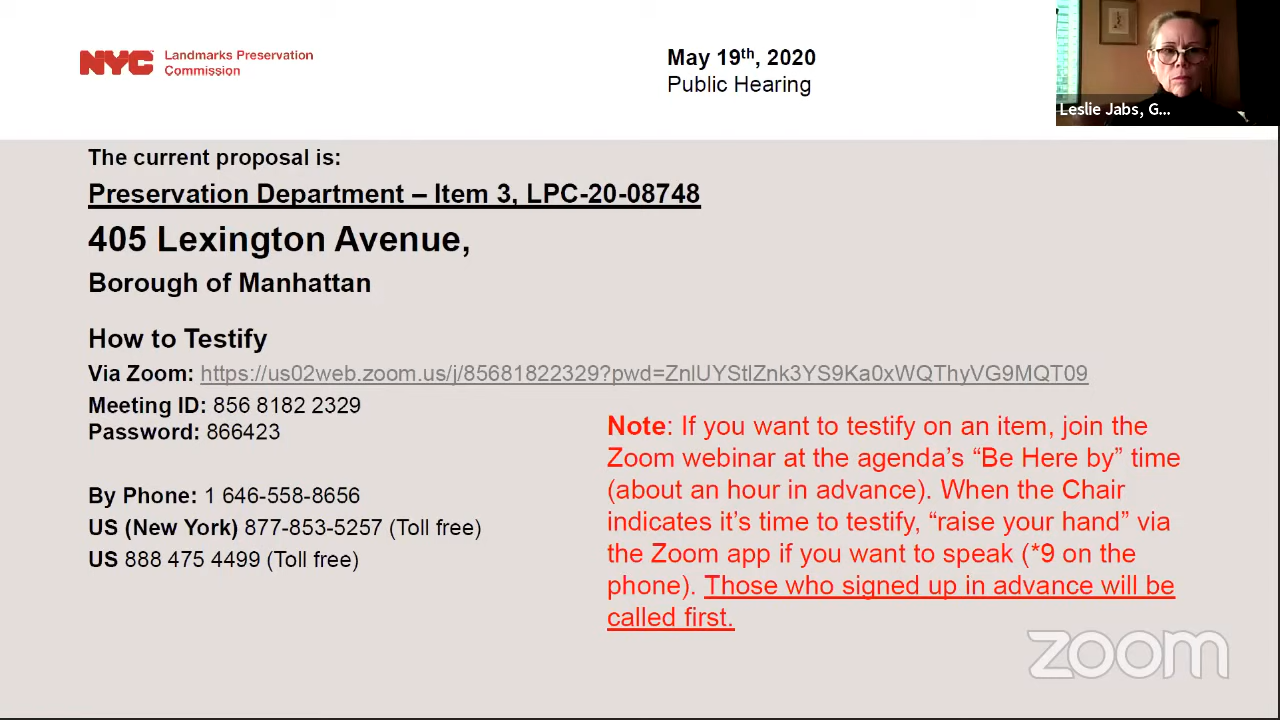 NYC Landmarks Preservation
Commission
May 19th, 2020
Public Hearing
Leslie Jabs, G...
The current proposal is:
Preservation Department – Item 3, LPC-20-08748
405 Lexington Avenue,
Borough of Manhattan
How to Testify
Via Zoom: https://us02web.zoom.us/j/85681822329?pwd=ZnlUYStlZnk3YS9Ka0xWQThyVG9MQT09
Meeting ID: 856 8182 2329
Password: 866423
By Phone: 1 646-558-8656
US (New York) 877-853-5257 (Toll free)
US 888 475 4499 (Toll free)
Note: If you want to testify on an item, join the
Zoom webinar at the agenda’s “Be Here by” time
(about an hour in advance). When the Chair
indicates it’s time to testify, “raise your hand” via
the Zoom app if you want to speak (*9 on the
phone). Those who signed up in advance will be
called first.
zoom